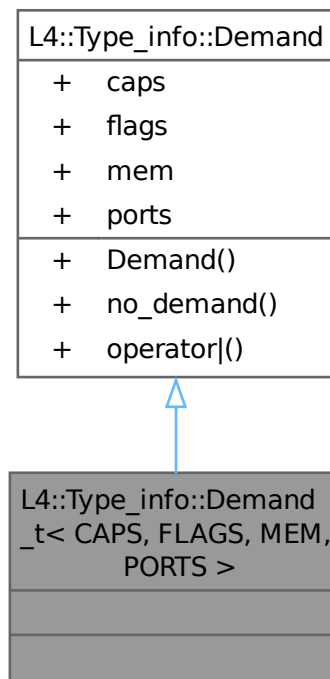 L4::Type_info::Demand
+ caps
+ flags
+ mem
+ ports
+ Demand()
+ no_demand()
+ operator|()
L4::Type_info::Demand
_t< CAPS, FLAGS, MEM,
PORTS >